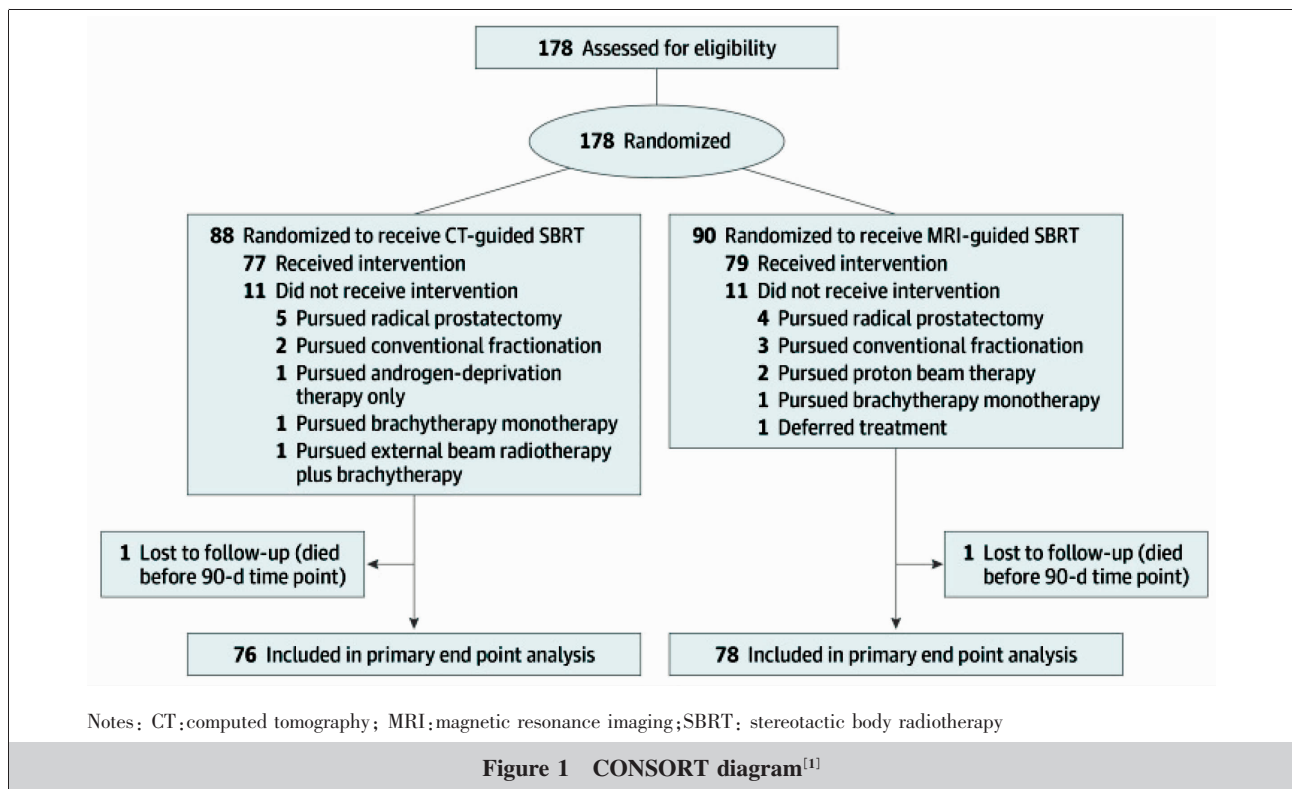 178 Assessed for eligibility
178 Randomized
88 Randomized to receive CT-guided SBRT
77 Received intervention
11 Did not receive intervention
5 Pursued radical prostatectomy
2 Pursued conventional fractionation
1 Pursued androgen-deprivation
therapy only
1 Pursued brachytherapy monotherapy
1 Pursued external beam radiotherapy
plus brachytherapy
90 Randomized to receive MRI-guided SBRT
79 Received intervention
11 Did not receive intervention
4 Pursued radical prostatectomy
3 Pursued conventional fractionation
2 Pursued proton beam therapy
1 Pursued brachytherapy monotherapy
1 Deferred treatment
1 Lost to follow-up (died
before 90-d time point)
1 Lost to follow-up (died
before 90-d time point)
76 Included in primary end point analysis
78 Included in primary end point analysis
Notes: CT:computed tomography; MRI:magnetic resonance imaging;SBRT: stereotactic body radiotherapy
Figure 1 CONSORT diagram[1]